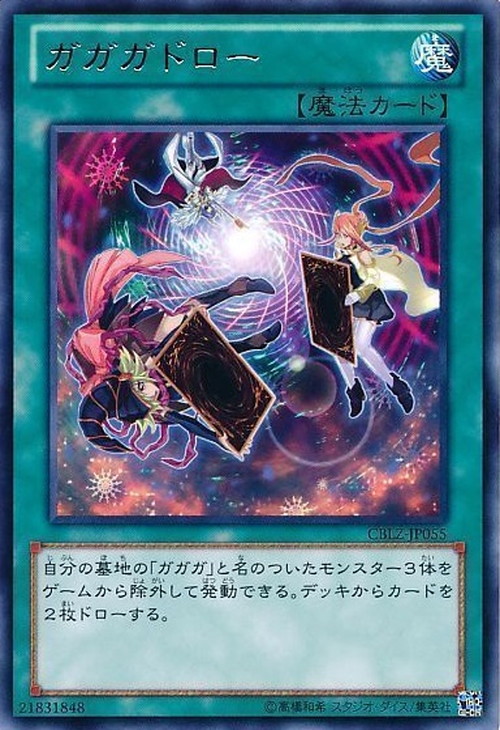 ガガガドロー
魔
【魔法カード】
CBLZ-JP055
自分の墓地の「ガガガ」と名のついたモンスター3体を
ゲームから除外して発動できる。デッキからカードを
2枚ドローする。
21831848
©高橋和希 スタジオ・ダイス/集英社